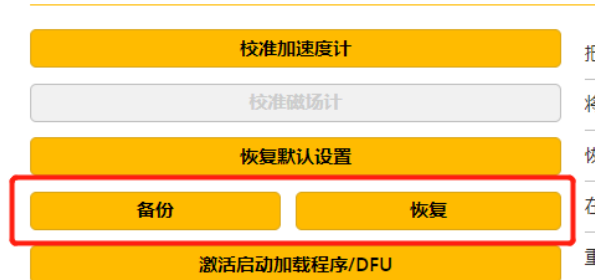 校准加速度计
校准磁场计
恢复默认设置
备份 恢复
激活启动加载程序/DFU